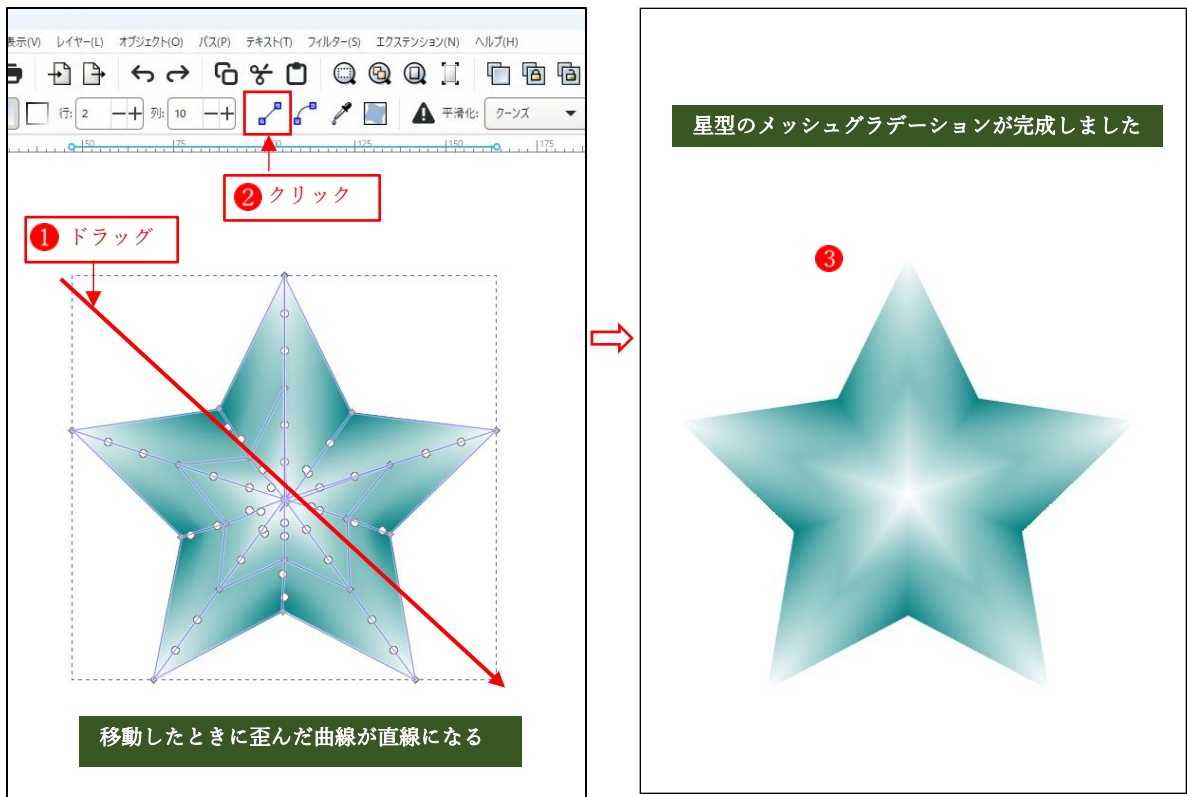 表示(V) レイヤー(L) オブジェクト(O) パス(P) テキスト(T) フィルター(S) エクステンション(N) ヘルプ(H)
行: 2 列: 10 平滑化: クーンズ
50 75 125 150 175
2 クリック
1 ドラッグ
移動したときに歪んだ曲線が直線になる
星型のメッシュグラデーションが完成しました
3